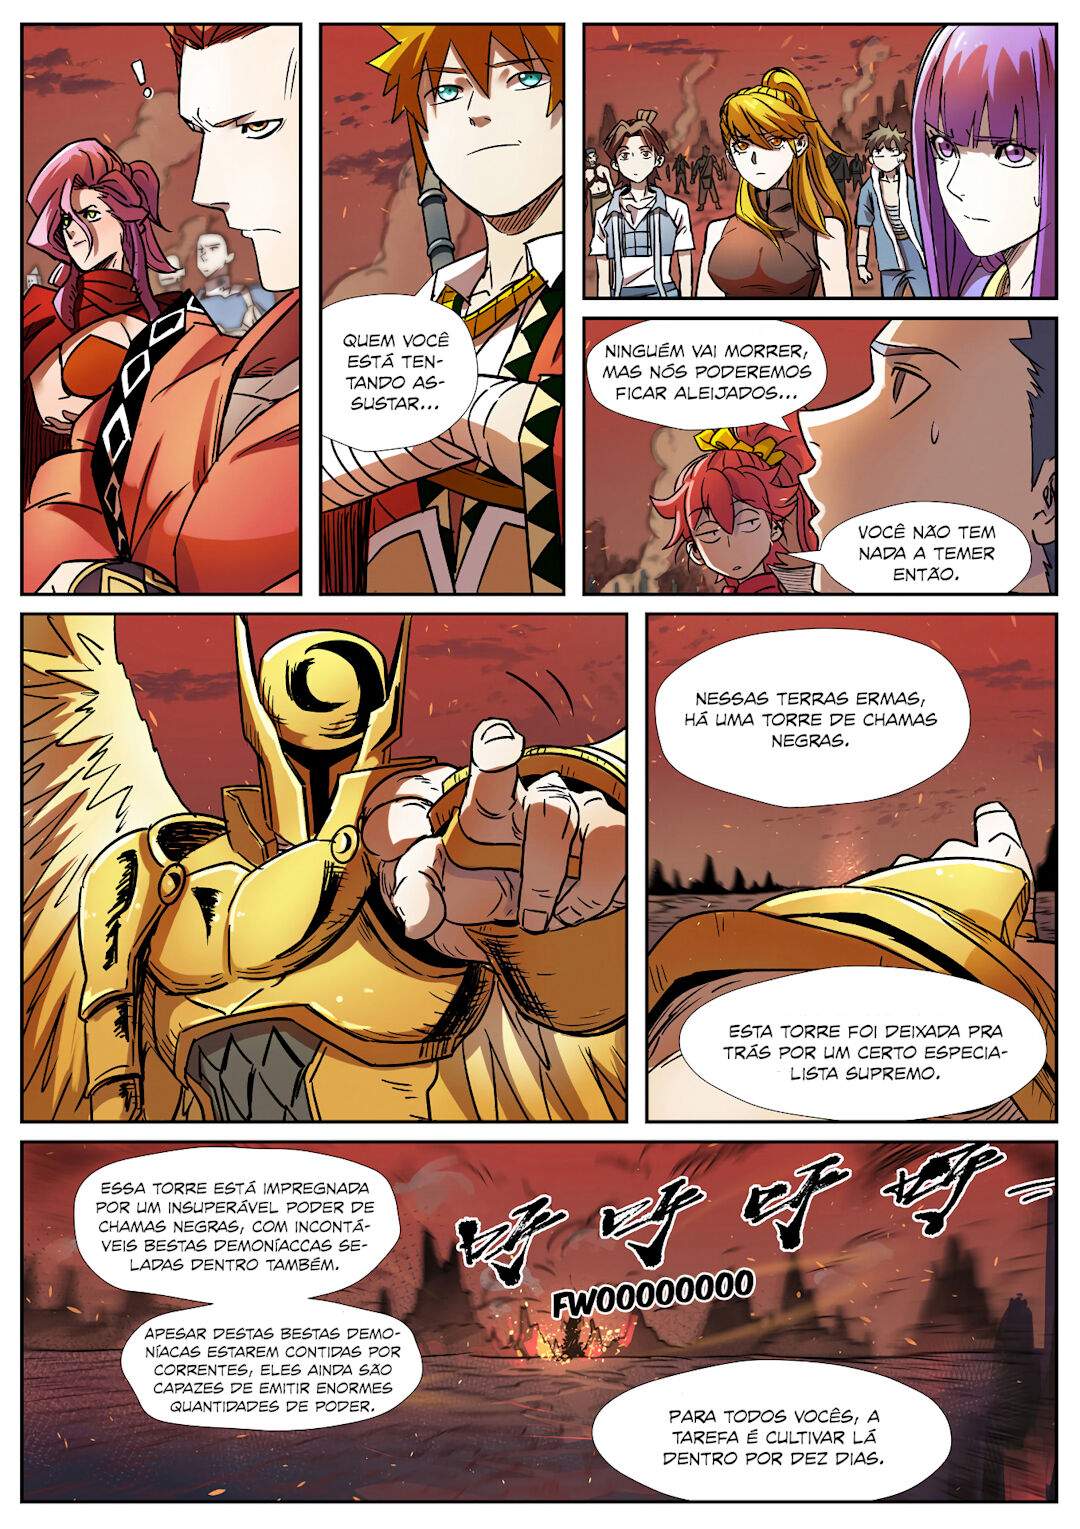 !
QUEM VOCÊ
ESTÁ TEN-
TANDO AS-
SUSTAR...
NINGUÉM VAI MORRER,
MAS NÓS PODEREMOS
FICAR ALEIJADOS...
VOCÊ NÃO TEM
NADA A TEMER
ENTÃO.
NESSAS TERRAS ERMAS,
HÁ UMA TORRE DE CHAMAS
NEGRAS.
ESTA TORRE FOI DEIXADA PRA
TRÁS POR UM CERTO ESPECIA-
LISTA SUPREMO.
ESSA TORRE ESTÁ IMPREGNADA
POR UM INSUPERÁVEL PODER DE
CHAMAS NEGRAS, COM INCONTÁ-
VEIS BESTAS DEMONÍACCAS SE-
LADAS DENTRO TAMBÉM.
呼呼呼呼
FWOOOOOOOO
APESAR DESTAS BESTAS DEMO-
NÍACAS ESTAREM CONTIDAS POR
CORRENTES, ELES AINDA SÃO
CAPAZES DE EMITIR ENORMES
QUANTIDADES DE PODER.
PARA TODOS VOCÊS, A
TAREFA É CULTIVAR LÁ
DENTRO POR DEZ DIAS.